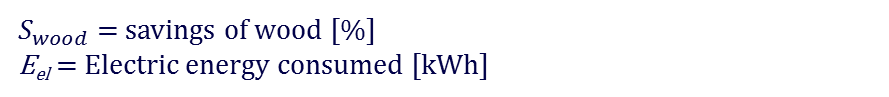 S_wood = savings of wood [%]
E_el = Electric energy consumed [kWh]